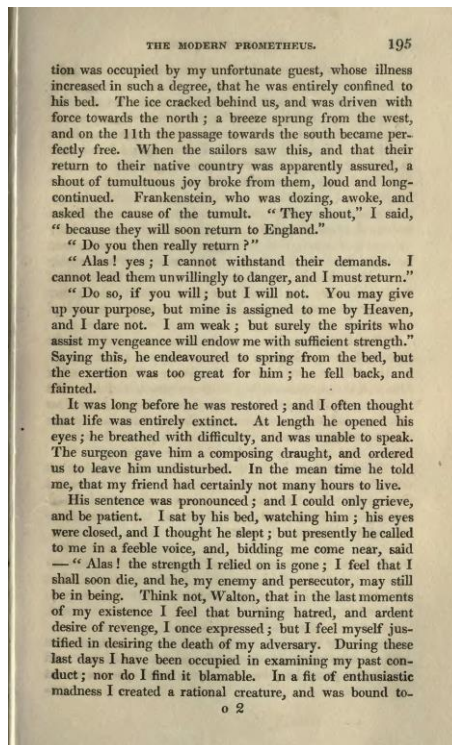 THE MODERN PROMETHEUS. 195
tion was occupied by my unfortunate guest, whose illness
increased in such a degree, that he was entirely confined to
his bed. The ice cracked behind us, and was driven with
force towards the north ; a breeze sprung from the west,
and on the 11th the passage towards the south became per-
fectly free. When the sailors saw this, and that their
return to their native country was apparently assured, a
shout of tumultuous joy broke from them, loud and long-
continued. Frankenstein, who was dozing, awoke, and
asked the cause of the tumult. “ They shout,” I said,
“ because they will soon return to England.”
“ Do you then really return ? ”
“ Alas ! yes ; I cannot withstand their demands. I
cannot lead them unwillingly to danger, and I must return.”
“ Do so, if you will ; but I will not. You may give
up your purpose, but mine is assigned to me by Heaven,
and I dare not. I am weak ; but surely the spirits who
assist my vengeance will endow me with sufficient strength.”
Saying this, he endeavoured to spring from the bed, but
the exertion was too great for him ; he fell back, and
fainted.
It was long before he was restored ; and I often thought
that life was entirely extinct. At length he opened his
eyes ; he breathed with difficulty, and was unable to speak.
The surgeon gave him a composing draught, and ordered
us to leave him undisturbed. In the mean time he told
me, that my friend had certainly not many hours to live.
His sentence was pronounced ; and I could only grieve,
and be patient. I sat by his bed, watching him ; his eyes
were closed, and I thought he slept ; but presently he called
to me in a feeble voice, and, bidding me come near, said
— “ Alas ! the strength I relied on is gone ; I feel that I
shall soon die, and he, my enemy and persecutor, may still
be in being. Think not, Walton, that in the last moments
of my existence I feel that burning hatred, and ardent
desire of revenge, I once expressed ; but I feel myself jus-
tified in desiring the death of my adversary. During these
last days I have been occupied in examining my past con-
duct ; nor do I find it blamable. In a fit of enthusiastic
madness I created a rational creature, and was bound to-
o 2